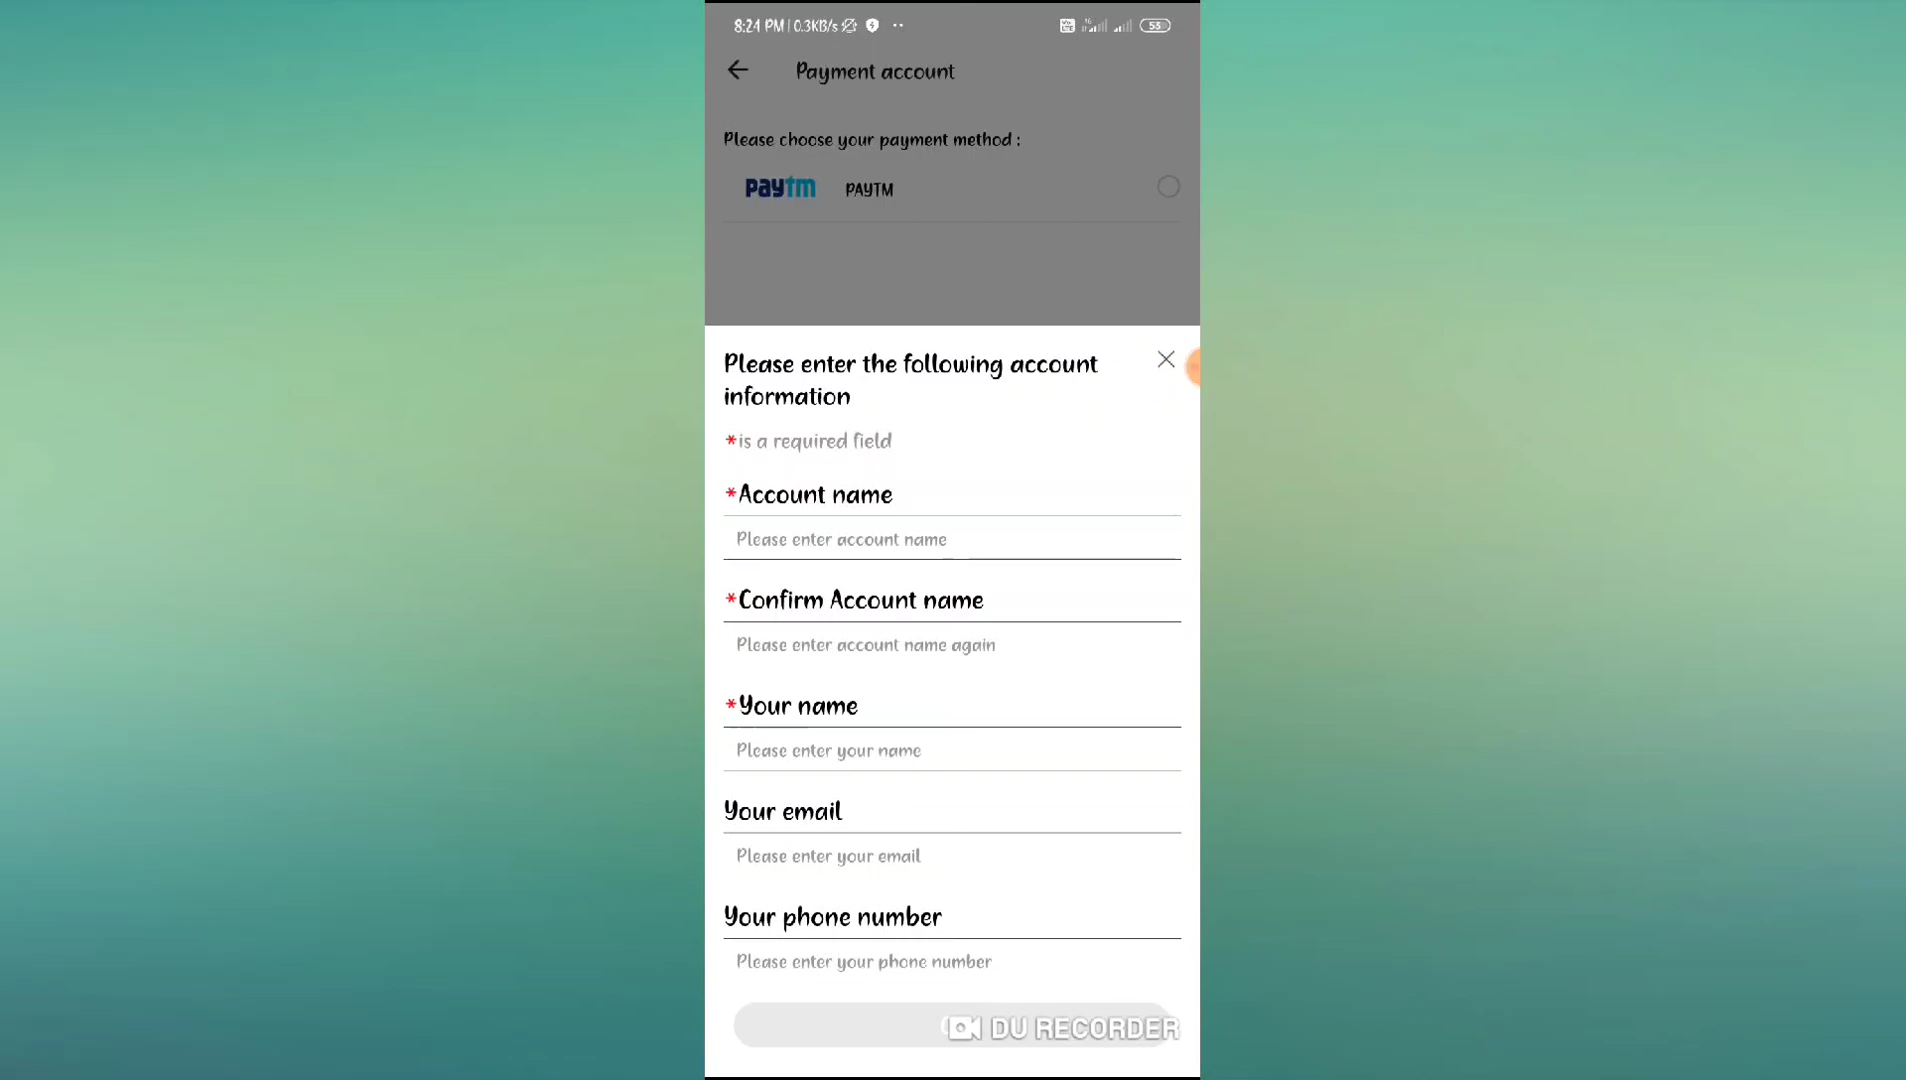 8:24 PM | 0.3KB/s
53
Payment account
Please choose your payment method :
paytm PAYTM
Please enter the following account
information
*is a required field
*Account name
Please enter account name
*Confirm Account name
Please enter account name again
*Your name
Please enter your name
Your email
Please enter your email
Your phone number
Please enter your phone number
DU RECORDER